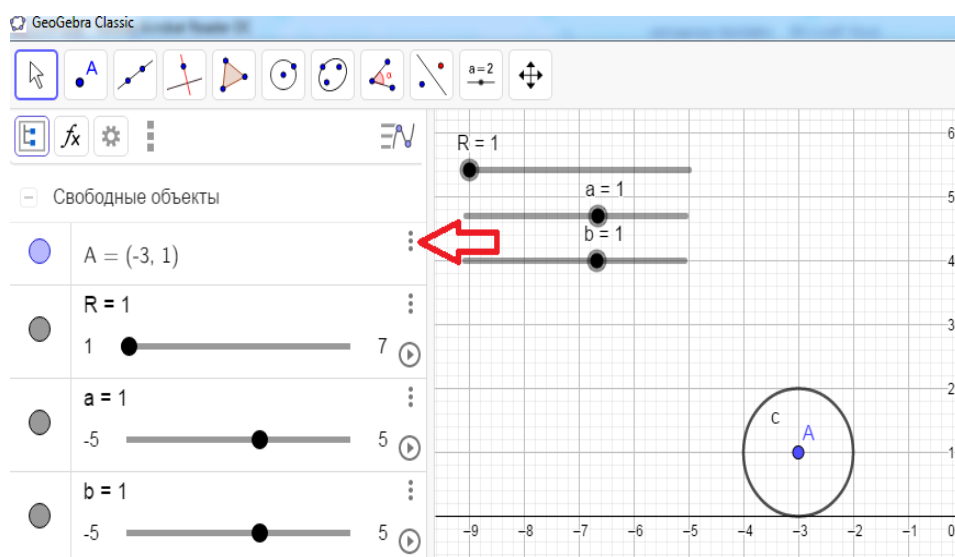 GeoGebra Classic
A
α
a=2
fx
Свободные объекты
A = (-3, 1)
R = 1
1 7
a = 1
-5 5
b = 1
-5 5
R = 1
a = 1
b = 1
6
5
4
3
2
1
c
A
-9 -8 -7 -6 -5 -4 -3 -2 -1 0